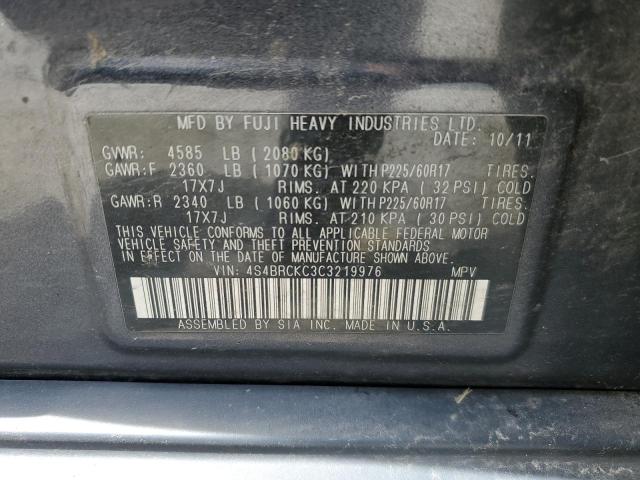 MFD BY FUJI HEAVY INDUSTRIES LTD.
DATE: 10/11
GVWR: 4585 LB (2080 KG)
GAWR:F 2360 LB (1070 KG) WITH P225/60R17 TIRES.
17X7J RIMS. AT 220 KPA (32 PSI) COLD
GAWR:R 2340 LB (1060 KG) WITH P225/60R17 TIRES.
17X7J RIMS. AT 210 KPA (30 PSI) COLD
THIS VEHICLE CONFORMS TO ALL APPLICABLE FEDERAL MOTOR
VEHICLE SAFETY AND THEFT PREVENTION STANDARDS
IN EFFECT ON THE DATE OF MANUFACTURE SHOWN ABOVE.
VIN: 4S4BRCKC3C3219976 MPV
ASSEMBLED BY SIA INC. MADE IN U.S.A.